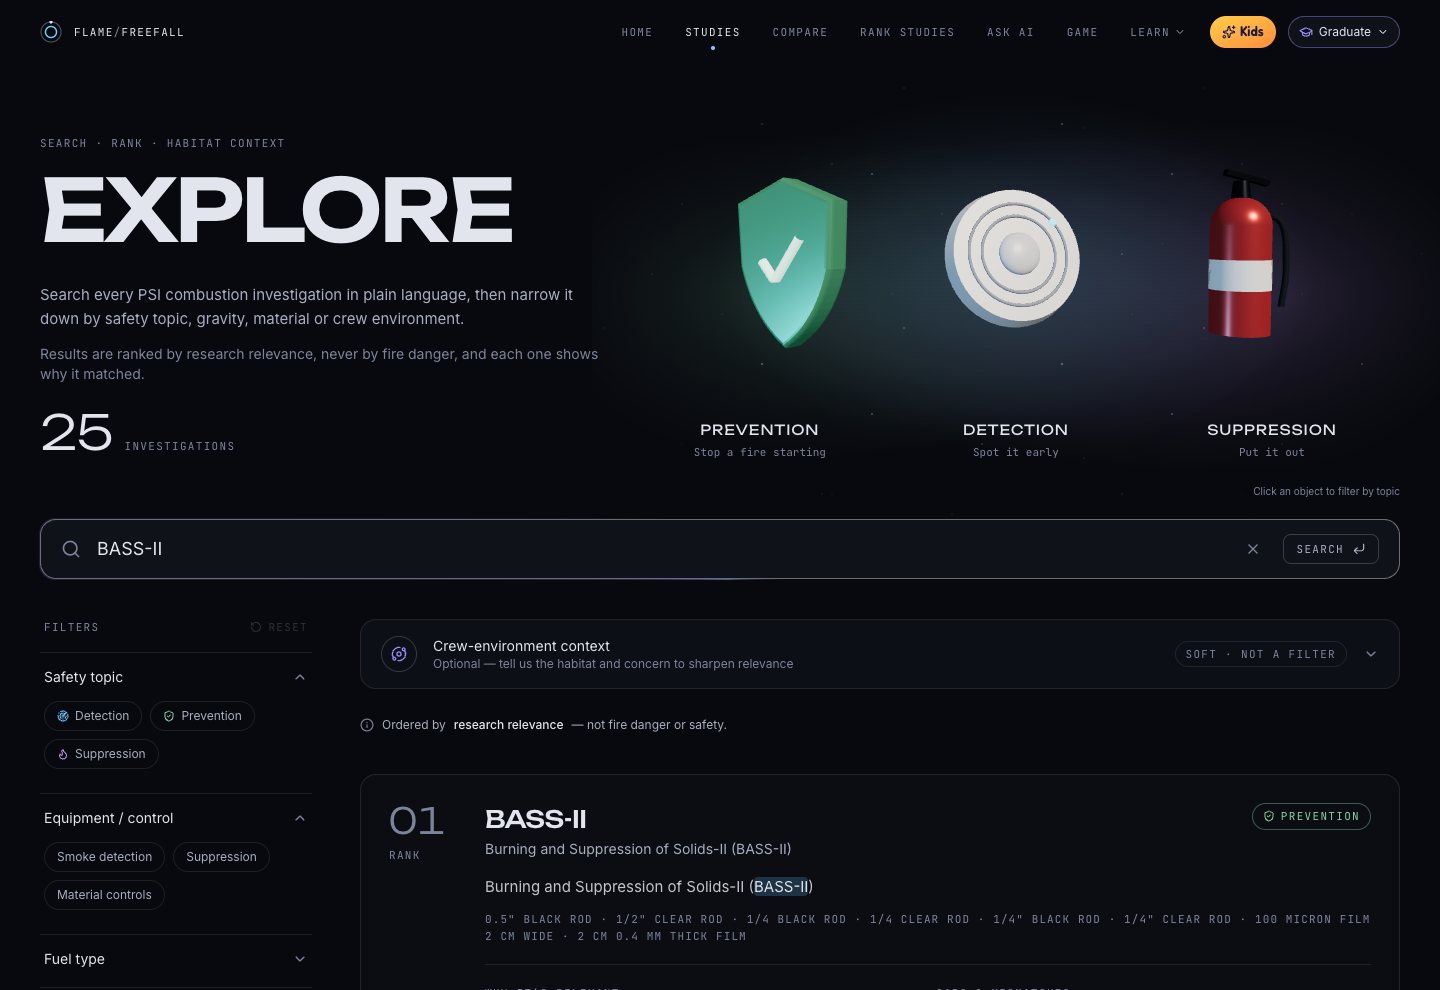 FLAME/FREEFALL
HOME STUDIES COMPARE RANK STUDIES ASK AI GAME LEARN Kids Graduate
SEARCH · RANK · HABITAT CONTEXT
EXPLORE
Search every PSI combustion investigation in plain language, then narrow it
down by safety topic, gravity, material or crew environment.
Results are ranked by research relevance, never by fire danger, and each one shows
why it matched.
25 INVESTIGATIONS
PREVENTION
Stop a fire starting
DETECTION
Spot it early
SUPPRESSION
Put it out
Click an object to filter by topic
BASS-II
SEARCH
FILTERS
RESET
Safety topic
Detection
Prevention
Suppression
Equipment / control
Smoke detection
Suppression
Material controls
Fuel type
Crew-environment context
Optional — tell us the habitat and concern to sharpen relevance
SOFT · NOT A FILTER
Ordered by research relevance — not fire danger or safety.
01
RANK
BASS-II
PREVENTION
Burning and Suppression of Solids-II (BASS-II)
Burning and Suppression of Solids-II (BASS-II)
0.5" BLACK ROD · 1/2" CLEAR ROD · 1/4 BLACK ROD · 1/4 CLEAR ROD · 1/4" BLACK ROD · 1/4" CLEAR ROD · 100 MICRON FILM
2 CM WIDE · 2 CM 0.4 MM THICK FILM